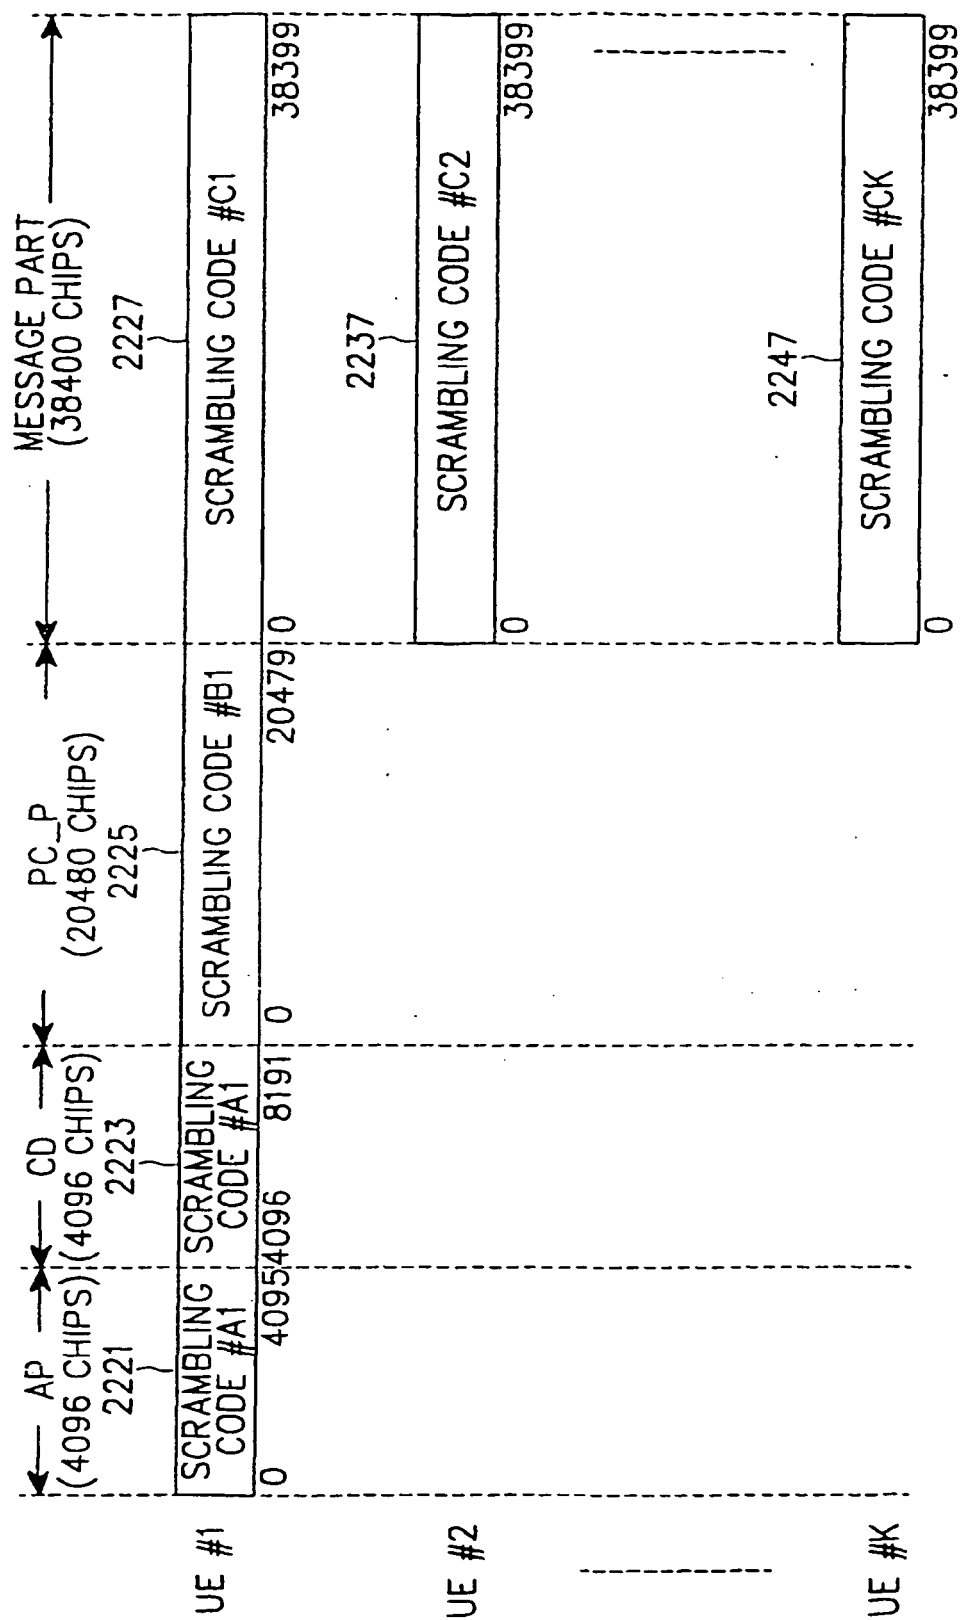 AP
(4096 CHIPS)
2221
CD
(4096 CHIPS)
2223
PC_P
(20480 CHIPS)
2225
MESSAGE PART
(38400 CHIPS)
2227
UE #1
SCRAMBLING
CODE #A1
SCRAMBLING
CODE #A1
SCRAMBLING CODE #B1
SCRAMBLING CODE #C1
0
4095
4096
8191
0
20479
0
38399
2237
UE #2
SCRAMBLING CODE #C2
0
38399
2247
UE #K
SCRAMBLING CODE #CK
0
38399